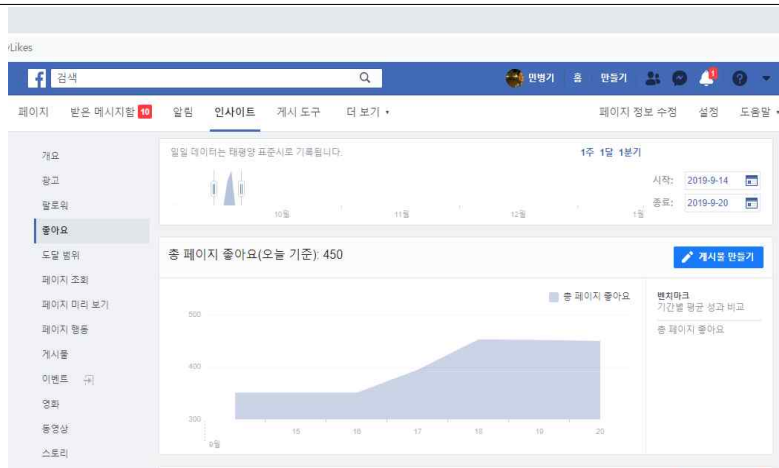 Likes
검색
민병기 홈 만들기 1
페이지 받은 메시지함 10 알림 인사이트 게시 도구 더 보기 페이지 정보 수정 설정 도움말
개요
광고
팔로워
좋아요
도달 범위
페이지 조회
페이지 미리 보기
페이지 행동
게시물
이벤트
영화
동영상
스토리
일일 데이터는 태평양 표준시로 기록됩니다.
1주 1달 1분기
시작: 2019-9-14
종료: 2019-9-20
10월 11월 12월 1월
총 페이지 좋아요(오늘 기준): 450
게시물 만들기
총 페이지 좋아요
500
400
300
15 16 17 18 19 20
9월
벤치마크
기간별 평균 성과 비교
총 페이지 좋아요